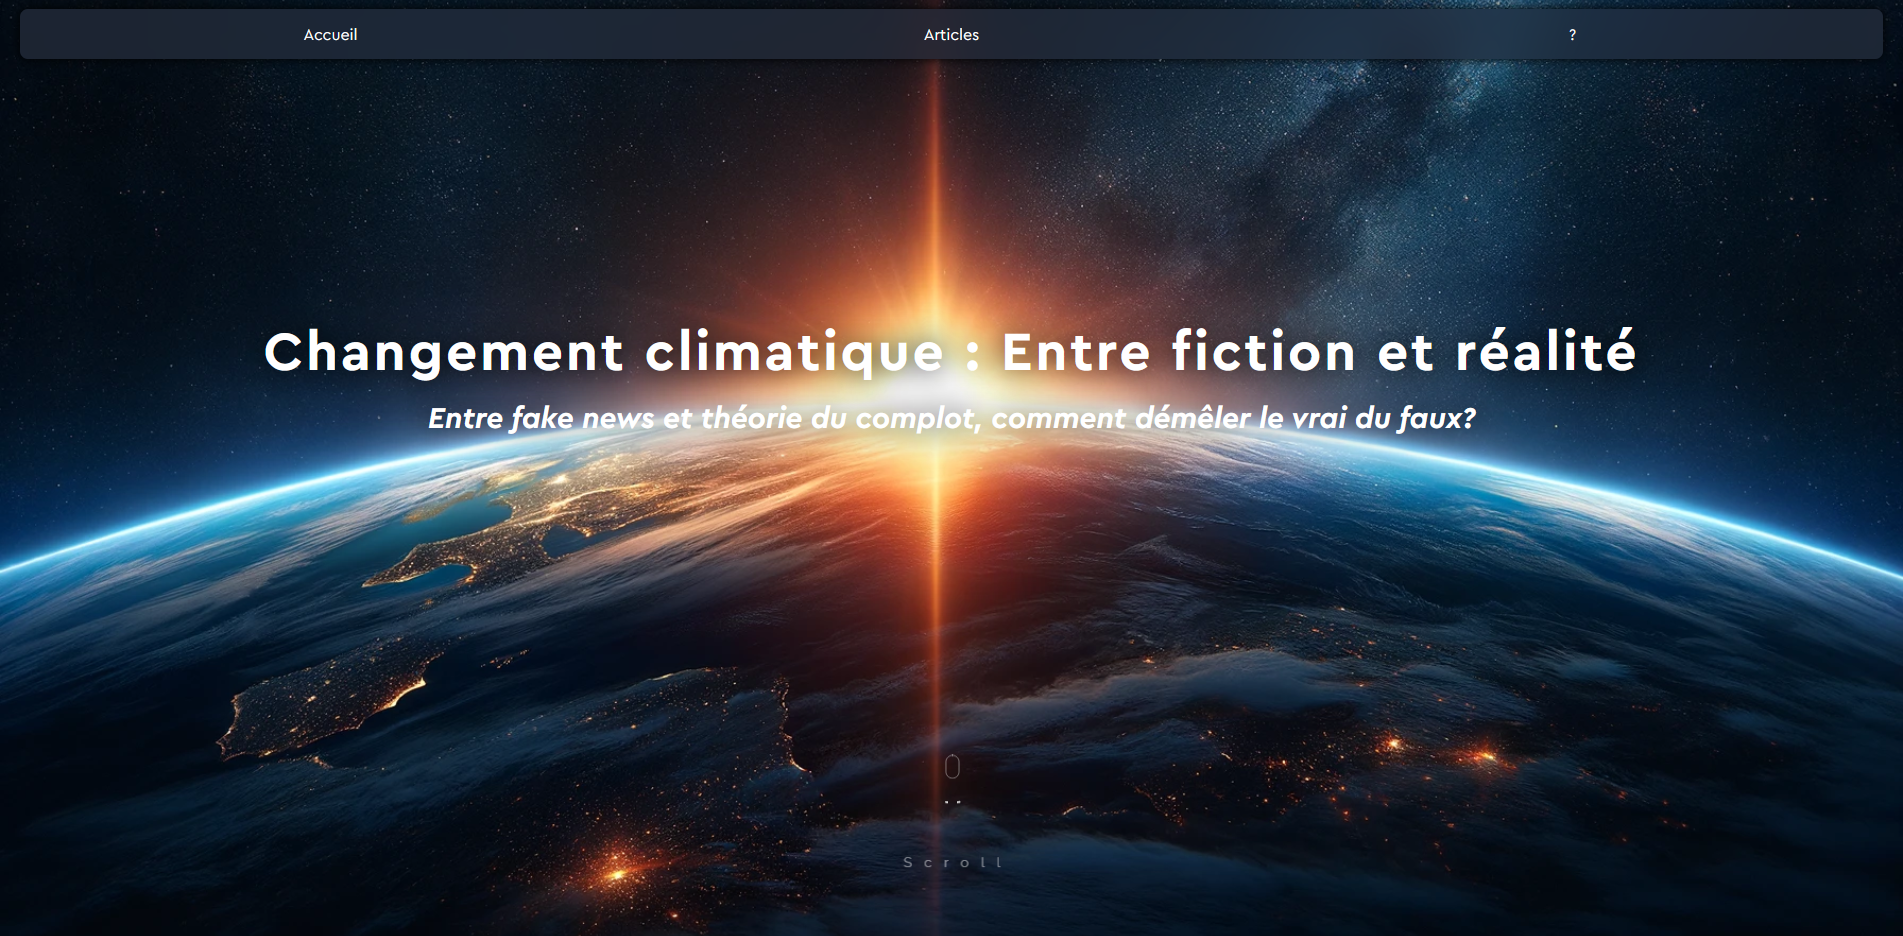 Accueil Articles ?
Changement climatique : Entre fiction et réalité
Entre fake news et théorie du complot, comment démêler le vrai du faux?
Scroll